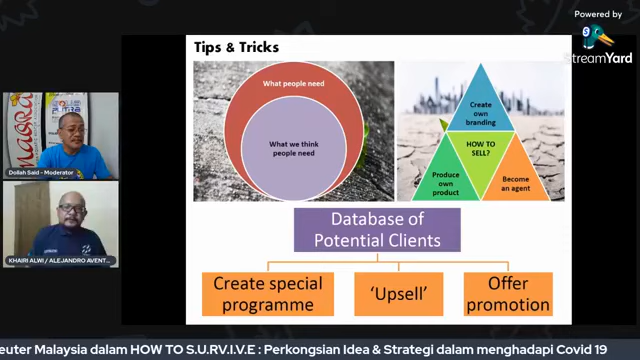 Powered by
StreamYard
Tips & Tricks
What people need
What we think
people need
Create
own
branding
HOW TO
SELL?
Produce
own
product
Become
an agent
Dollah Said - Moderator
KHAIRI ALWI / ALEJANDRO AVENT...
Database of
Potential Clients
Create special
programme
‘Upsell’
Offer
promotion
euter Malaysia dalam HOW TO S.U.RV.I.V.E : Perkongsian Idea & Strategi dalam menghadapi Covid 19